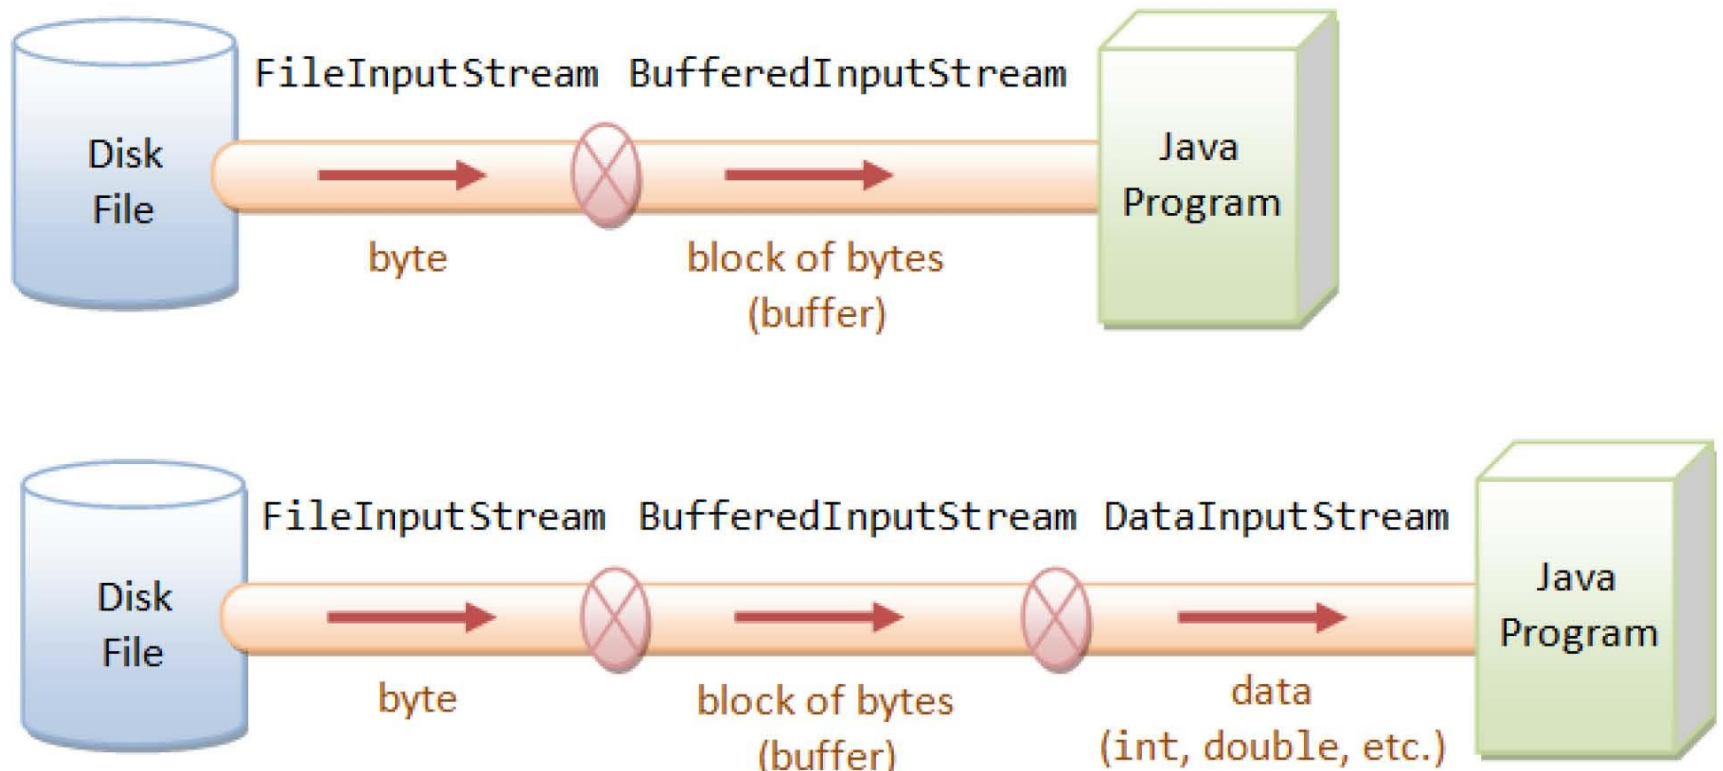 FileInputStream BufferedInputStream
Disk
File
Java
Program
byte
block of bytes
(buffer)
FileInputStream BufferedInputStream DataInputStream
Disk
File
Java
Program
byte
block of bytes
(buffer)
data
(int, double, etc.)